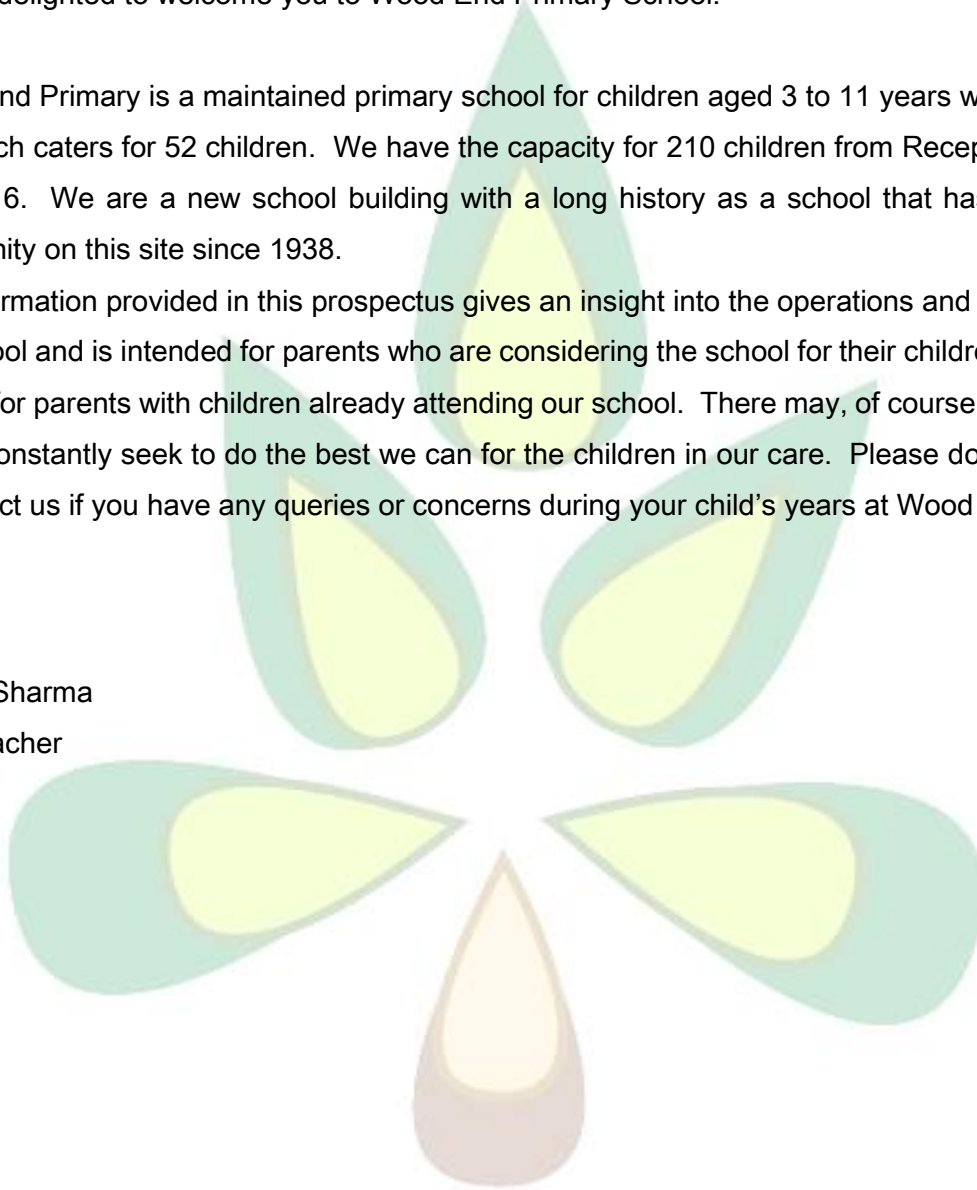 delighted to welcome you to Wood End Primary School.
nd Primary is a maintained primary school for children aged 3 to 11 years w
ch caters for 52 children. We have the capacity for 210 children from Recep
6. We are a new school building with a long history as a school that has
nity on this site since 1938.
rmation provided in this prospectus gives an insight into the operations and
ool and is intended for parents who are considering the school for their childre
for parents with children already attending our school. There may, of course
constantly seek to do the best we can for the children in our care. Please do
ct us if you have any queries or concerns during your child’s years at Wood
Sharma
acher